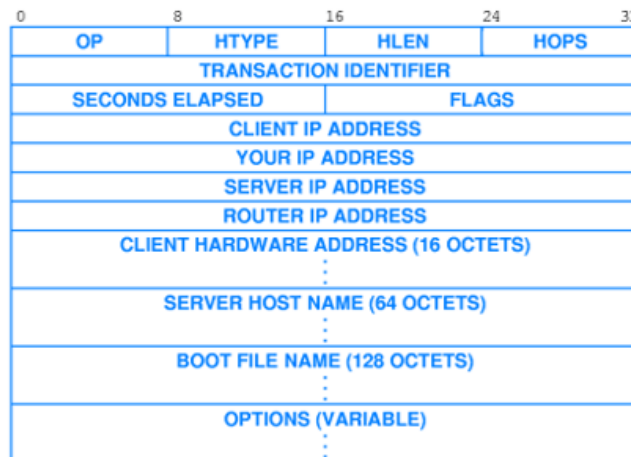 0 8 16 24 3
OP HTYPE HLEN HOPS
TRANSACTION IDENTIFIER
SECONDS ELAPSED FLAGS
CLIENT IP ADDRESS
YOUR IP ADDRESS
SERVER IP ADDRESS
ROUTER IP ADDRESS
CLIENT HARDWARE ADDRESS (16 OCTETS)
SERVER HOST NAME (64 OCTETS)
BOOT FILE NAME (128 OCTETS)
OPTIONS (VARIABLE)